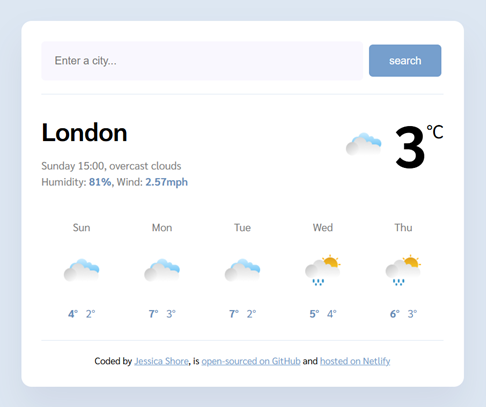 Enter a city...
search
London
3°C
Sunday 15:00, overcast clouds
Humidity: 81%, Wind: 2.57mph
Sun Mon Tue Wed Thu
4° 2° 7° 3° 7° 2° 5° 4° 6° 3°
Coded by Jessica Shore, is open-sourced on GitHub and hosted on Netlify